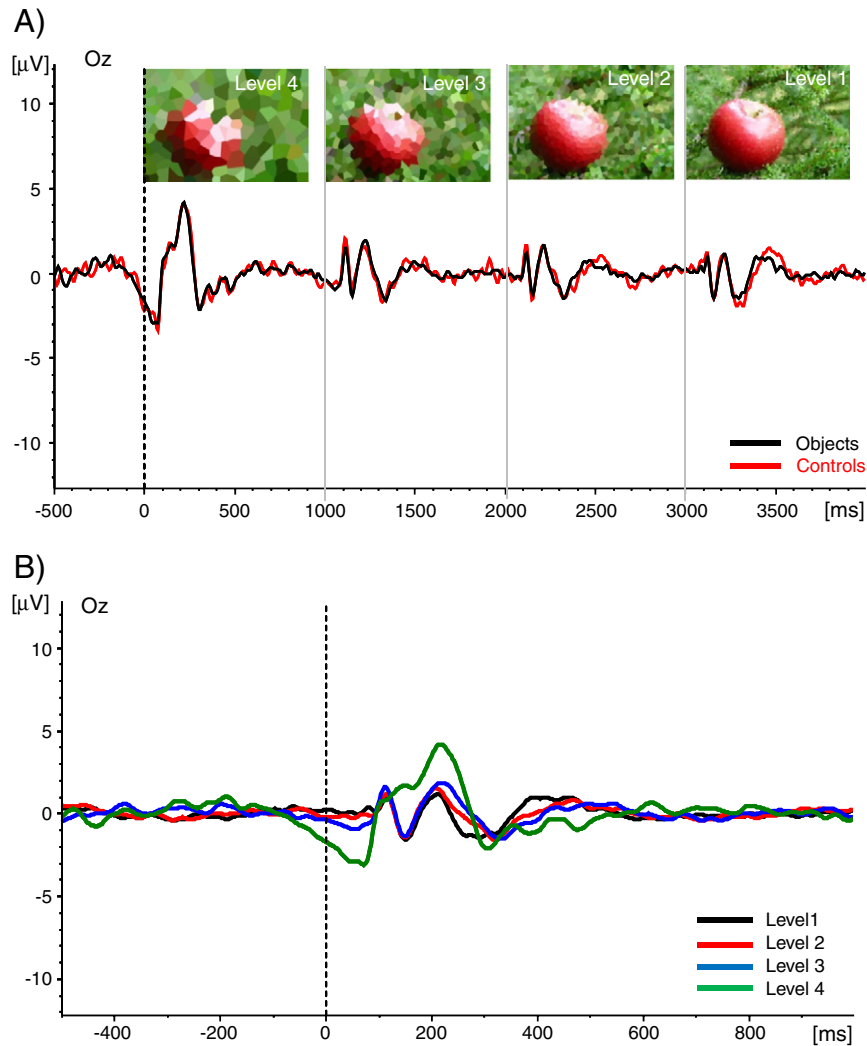 A)
[μV] Oz
Level 4 Level 3 Level 2 Level 1
10
5
0
-5
-10
Objects
Controls
-500 0 500 1000 1500 2000 2500 3000 3500 [ms]
B)
[μV] Oz
10
5
0
-5
-10
Level1
Level 2
Level 3
Level 4
-400 -200 0 200 400 600 800 [ms]